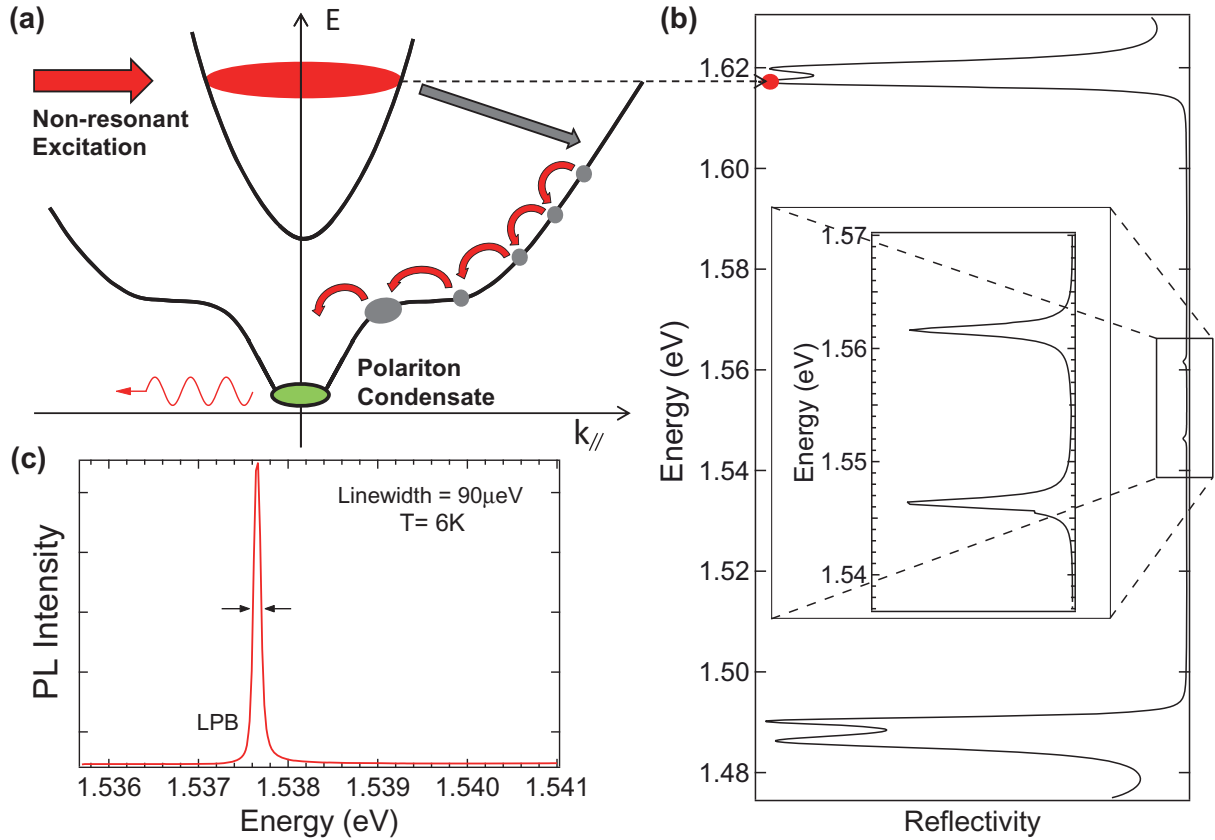 (a)
E
Non-resonant
Excitation
Polariton
Condensate
k//
(b)
1.62
1.60
1.58
1.56
1.54
1.52
1.50
1.48
Energy (eV)
Reflectivity
1.57
1.56
1.55
1.54
Energy (eV)
(c)
Linewidth = 90μeV
T= 6K
LPB
PL Intensity
1.536
1.537
1.538
1.539
1.540
1.541
Energy (eV)